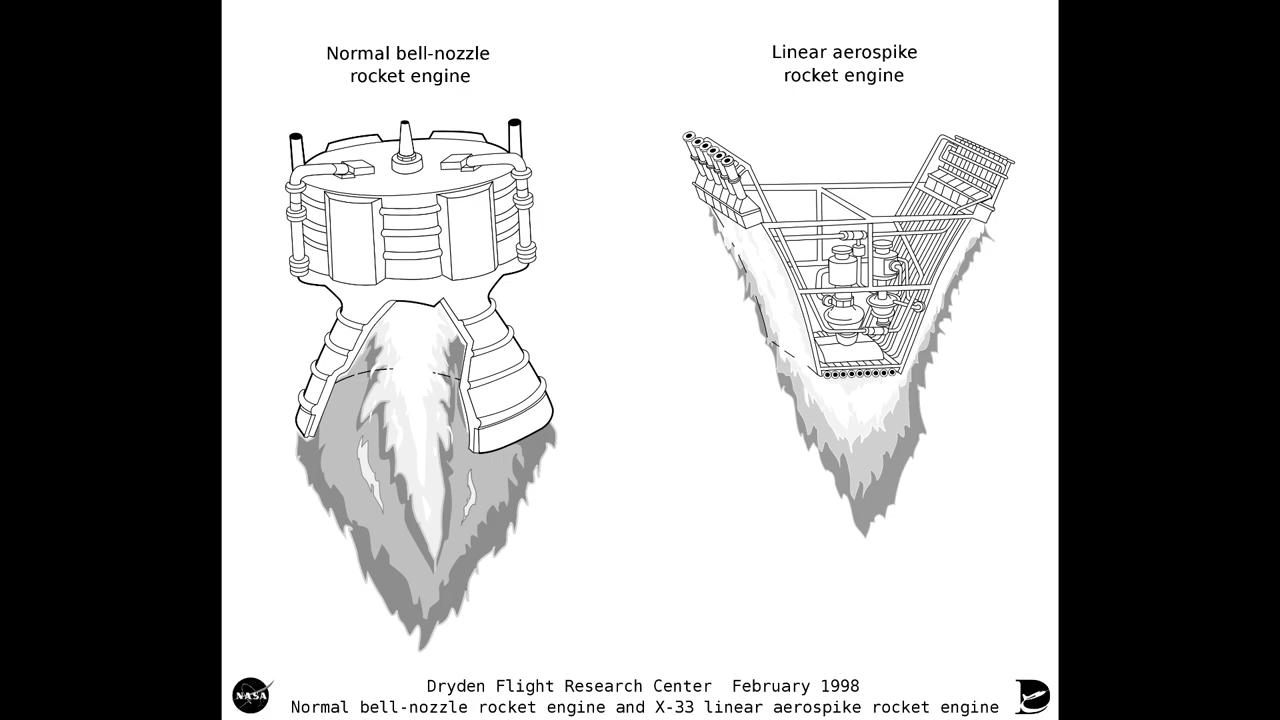 Normal bell-nozzle
rocket engine
Linear aerospike
rocket engine
NASA
Dryden Flight Research Center  February 1998
Normal bell-nozzle rocket engine and X-33 linear aerospike rocket engine